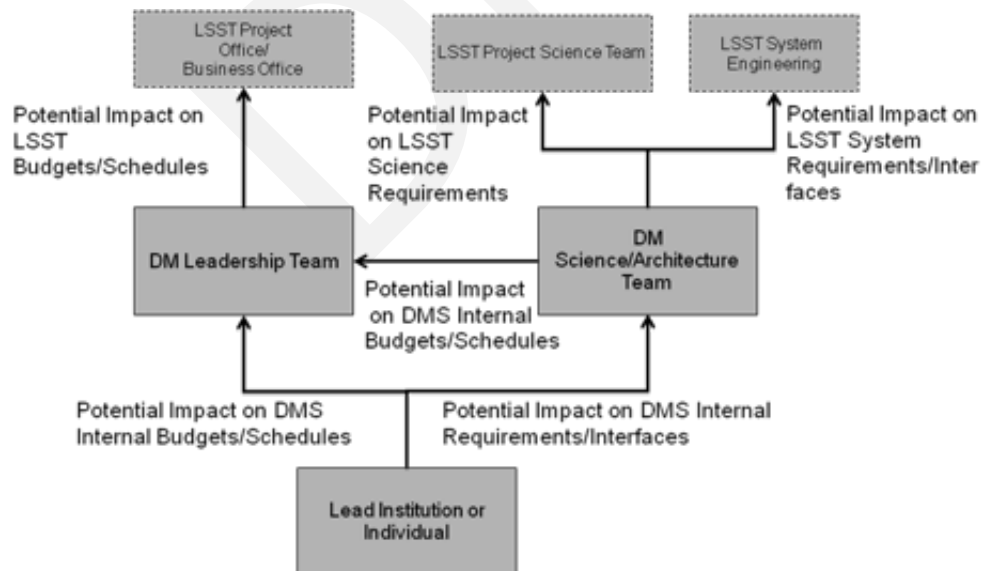 LSST Project
Office/
Business Office
LSST Project Science Team
LSST System
Engineering
Potential Impact on
LSST
Budgets/Schedules
Potential Impact
on LSST
Science
Requirements
Potential Impact on
LSST System
Requirements/Inter
faces
DM Leadership Team
DM
Science/Architecture
Team
Potential Impact
on DMS Internal
Budgets/Schedules
Potential Impact on DMS
Internal Budgets/Schedules
Potential Impact on DMS Internal
Requirements/Interfaces
Lead Institution or
Individual